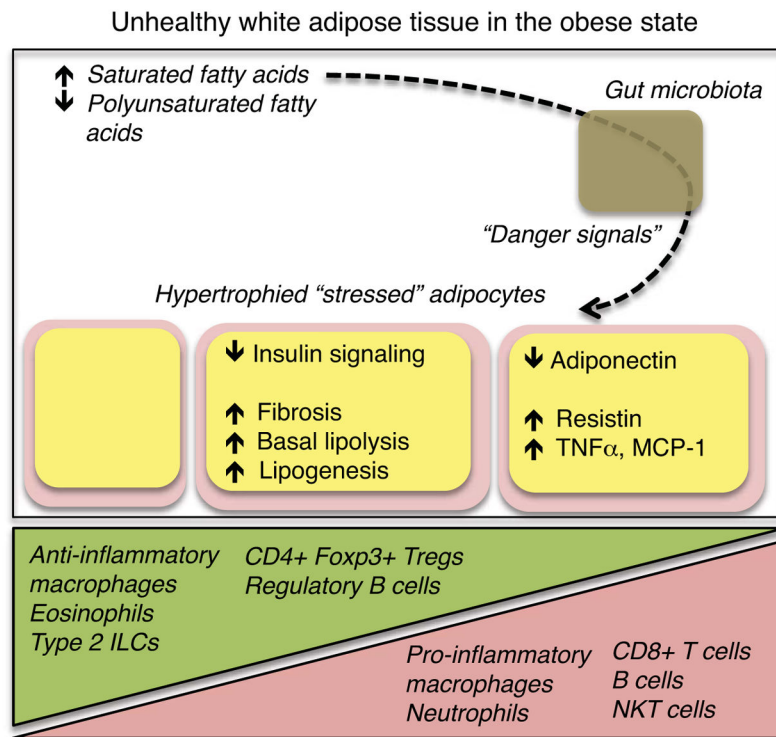 Unhealthy white adipose tissue in the obese state
↑ Saturated fatty acids
↓ Polyunsaturated fatty
acids
Gut microbiota
“Danger signals”
Hypertrophied “stressed” adipocytes
↓ Insulin signaling
↑ Fibrosis
↑ Basal lipolysis
↑ Lipogenesis
↓ Adiponectin
↑ Resistin
↑ TNFα, MCP-1
Anti-inflammatory
macrophages
Eosinophils
Type 2 ILCs
CD4+ Foxp3+ Tregs
Regulatory B cells
Pro-inflammatory
macrophages
Neutrophils
CD8+ T cells
B cells
NKT cells